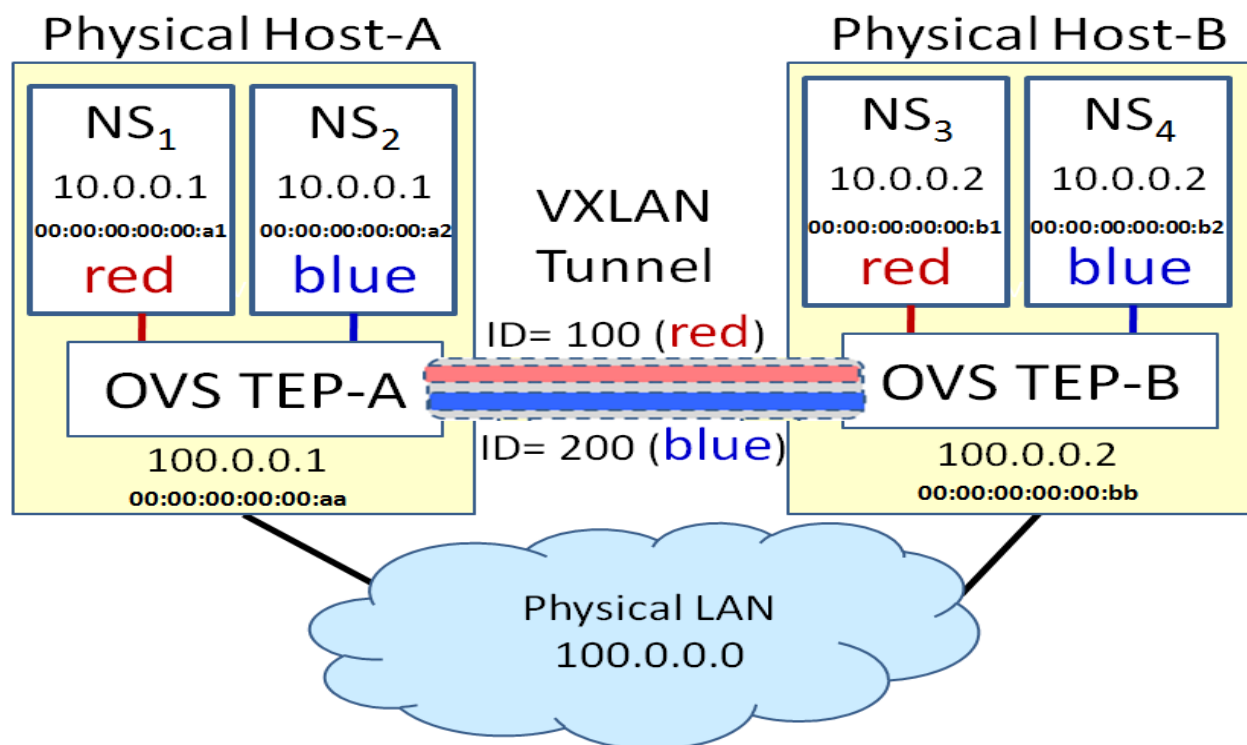 Physical Host-A
NS1
10.0.0.1
00:00:00:00:00:a1
red
NS2
10.0.0.1
00:00:00:00:00:a2
blue
OVS TEP-A
100.0.0.1
00:00:00:00:00:aa
VXLAN
Tunnel
ID= 100 (red)
ID= 200 (blue)
Physical Host-B
NS3
10.0.0.2
00:00:00:00:00:b1
red
NS4
10.0.0.2
00:00:00:00:00:b2
blue
OVS TEP-B
100.0.0.2
00:00:00:00:00:bb
Physical LAN
100.0.0.0